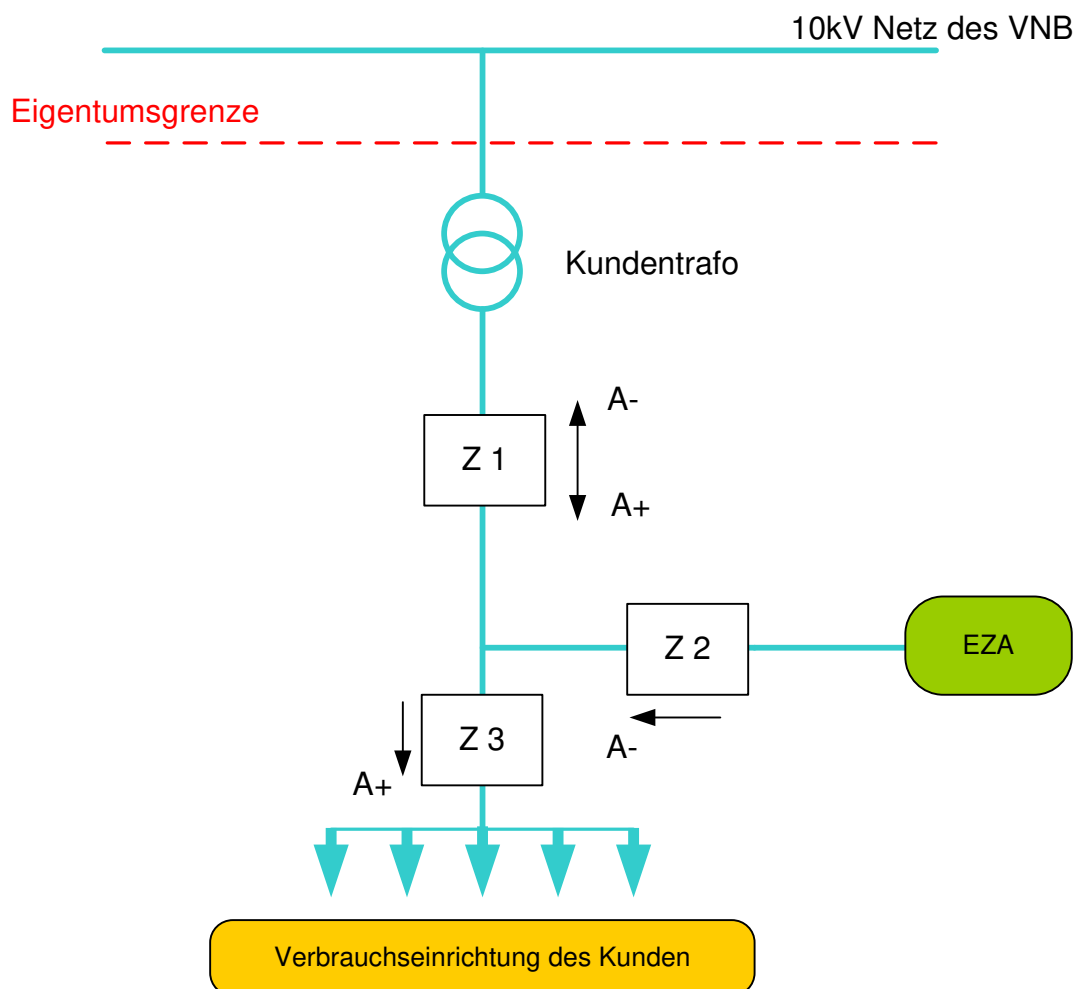 10kV Netz des VNB
Eigentumsgrenze
Kundentrafo
A-
Z 1
A+
Z 2
EZA
A-
Z 3
A+
Verbrauchseinrichtung des Kunden